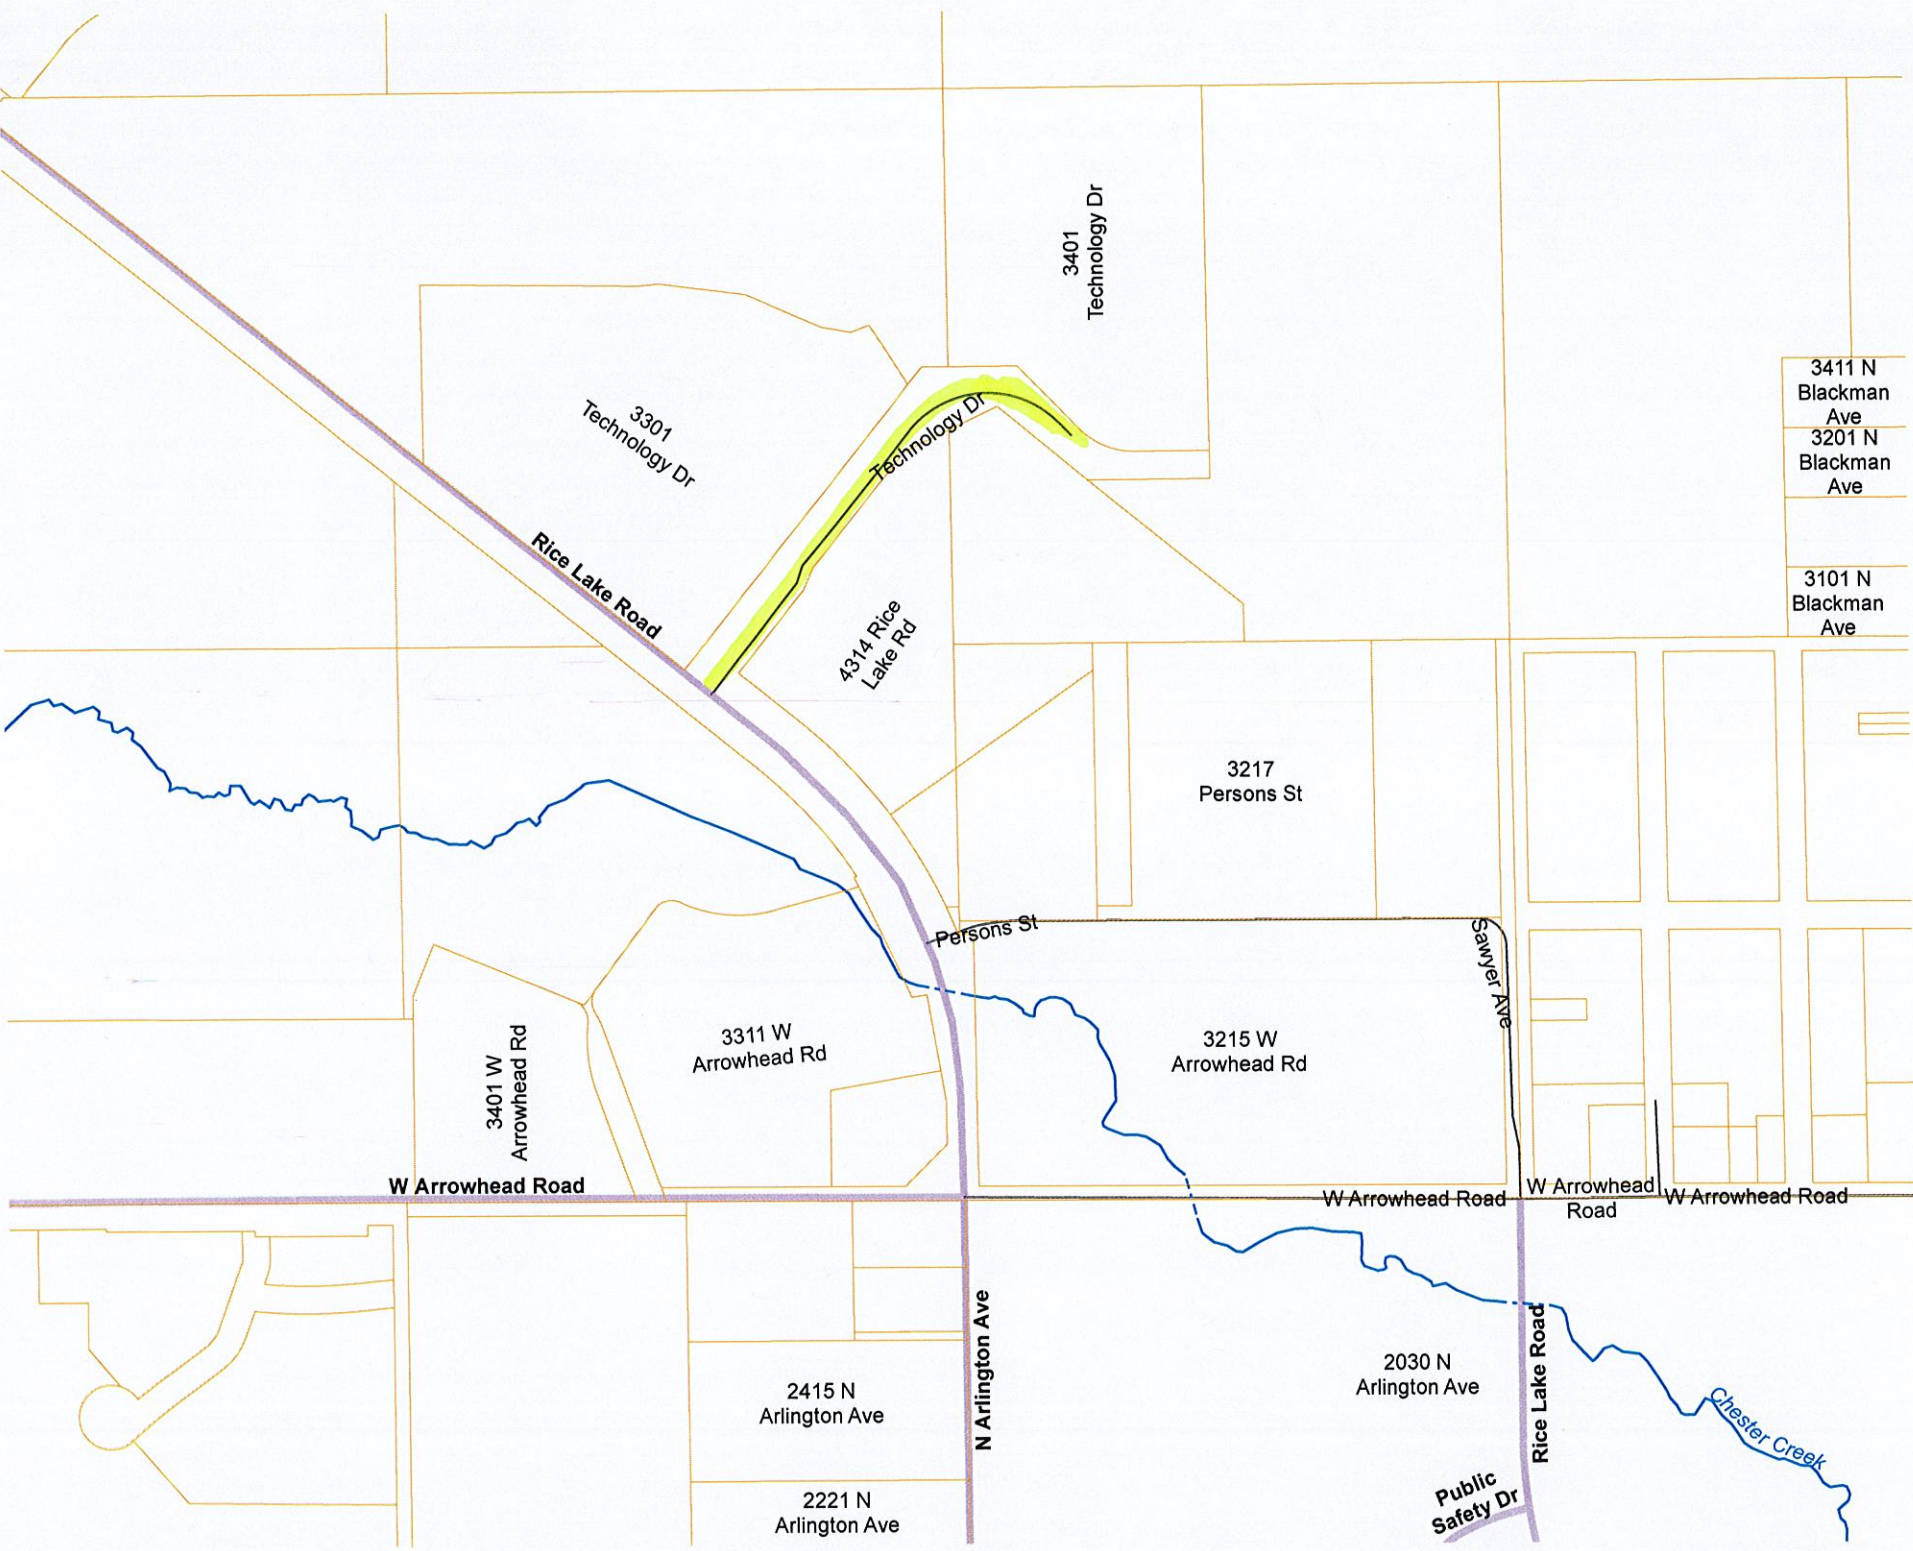 3401
Technology Dr
3411 N
Blackman
Ave
3201 N
Blackman
Ave
3301
Technology Dr
Technology Dr
Rice Lake Road
3101 N
Blackman
Ave
4314 Rice
Lake Rd
3217
Persons St
Persons St
Sawyer Ave
3401 W
Arrowhead Rd
3311 W
Arrowhead Rd
3215 W
Arrowhead Rd
W Arrowhead Road
W Arrowhead Road
W Arrowhead
Road
W Arrowhead Road
N Arlington Ave
2415 N
Arlington Ave
2030 N
Arlington Ave
Rice Lake Road
Chester Creek
2221 N
Arlington Ave
Public
Safety Dr